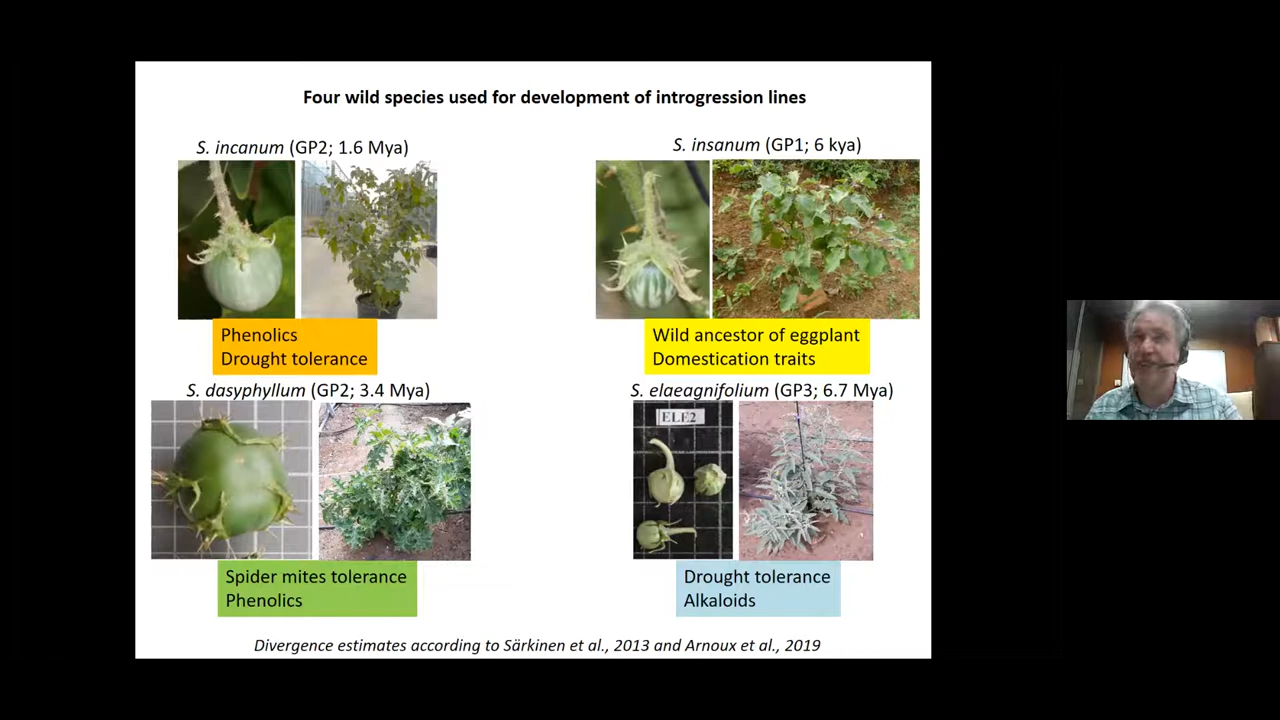 Four wild species used for development of introgression lines
S. incanum (GP2; 1.6 Mya)
S. insanum (GP1; 6 kya)
Phenolics
Drought tolerance
Wild ancestor of eggplant
Domestication traits
S. dasyphyllum (GP2; 3.4 Mya)
S. elaeagnifolium (GP3; 6.7 Mya)
ELE2
Spider mites tolerance
Phenolics
Drought tolerance
Alkaloids
Divergence estimates according to Särkinen et al., 2013 and Arnoux et al., 2019